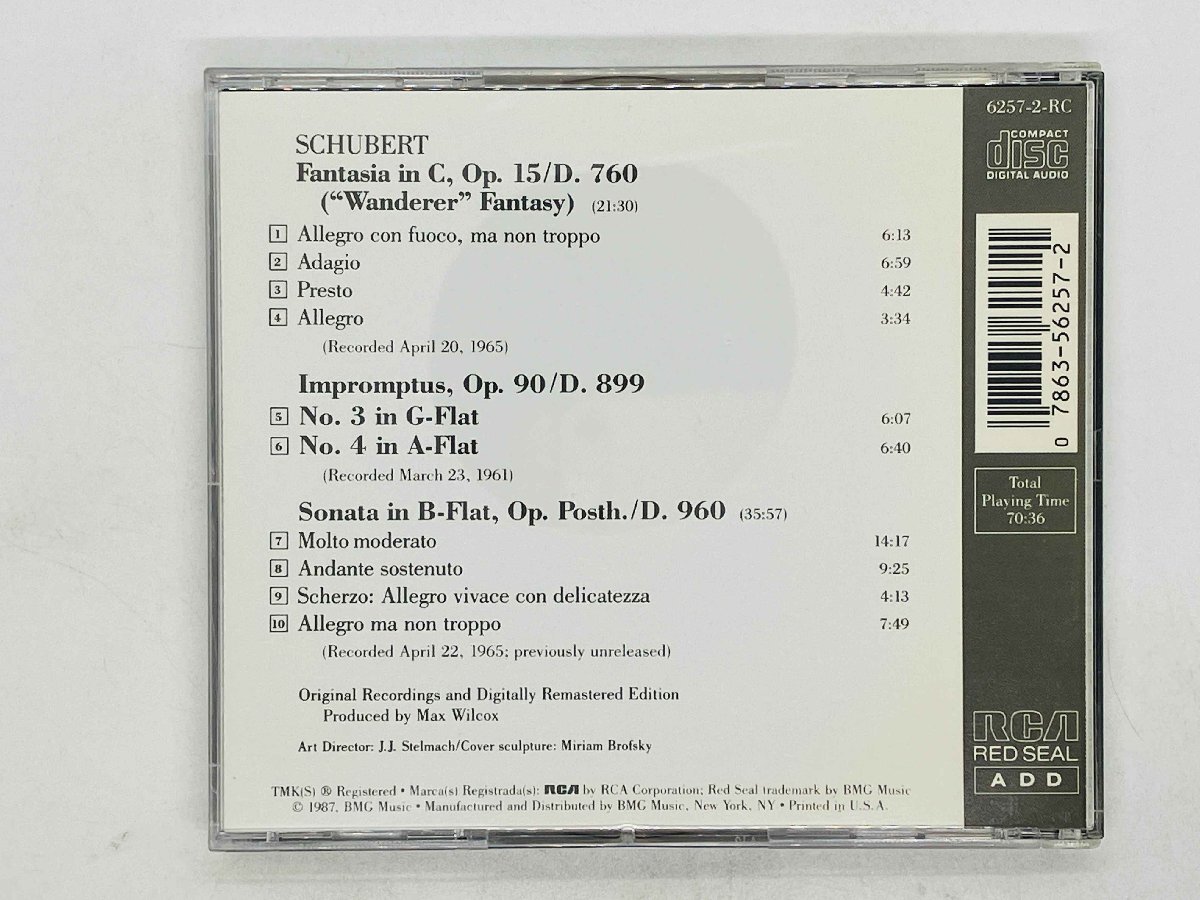 SCHUBERT
Fantasia in C, Op. 15/D. 760
("Wanderer" Fantasy) (21:30)
1 Allegro con fuoco, ma non troppo 6:13
2 Adagio 6:59
3 Presto 4:42
4 Allegro 3:34
(Recorded April 20, 1965)
Impromptus, Op. 90/D. 899
5 No. 3 in G-Flat 6:07
6 No. 4 in A-Flat 6:40
(Recorded March 23, 1961)
Sonata in B-Flat, Op. Posth./D. 960 (35:57)
7 Molto moderato 14:17
8 Andante sostenuto 9:25
9 Scherzo: Allegro vivace con delicatezza 4:13
10 Allegro ma non troppo 7:49
(Recorded April 22, 1965; previously unreleased)
Original Recordings and Digitally Remastered Edition
Produced by Max Wilcox
Art Director: J.J. Stelmach/Cover sculpture: Miriam Brofsky
TMK(S) ® Registered • Marca(s) Registrada(s): RCA by RCA Corporation; Red Seal trademark by BMG Music
© 1987, BMG Music • Manufactured and Distributed by BMG Music, New York, NY • Printed in U.S.A.
6257-2-RC
COMPACT
disc
DIGITAL AUDIO
0 7863-56257-2
Total
Playing Time
70:36
RCA
RED SEAL
ADD